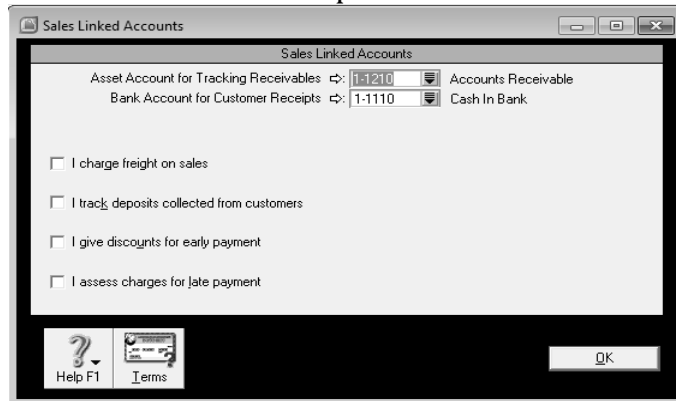 Sales Linked Accounts
Sales Linked Accounts
Asset Account for Tracking Receivables ⇨: 1-1210 Accounts Receivable
Bank Account for Customer Receipts ⇨: 1-1110 Cash In Bank
I charge freight on sales
I track deposits collected from customers
I give discounts for early payment
I assess charges for late payment
Help F1 Terms OK